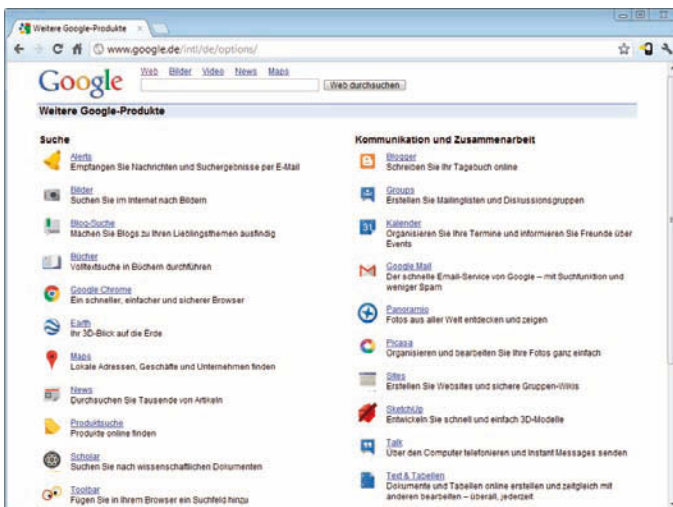 Weitere Google-Produkte
www.google.de/intl/de/options/
Web Bilder Video News Maps
Google
Web durchsuchen
Weitere Google-Produkte
Suche
Alerts
Empfangen Sie Nachrichten und Suchergebnisse per E-Mail
Bilder
Suchen Sie im Internet nach Bildern
Blog-Suche
Machen Sie Blogs zu Ihren Lieblingsthemen ausfindig
Bücher
Volltextsuche in Büchern durchführen
Google Chrome
Ein schneller, einfacher und sicherer Browser
Earth
Ihr 3D-Blick auf die Erde
Maps
Lokale Adressen, Geschäfte und Unternehmen finden
News
Durchsuchen Sie Tausende von Artikeln
Produktsuche
Produkte online finden
Scholar
Suchen Sie nach wissenschaftlichen Dokumenten
Toolbar
Fügen Sie in Ihrem Browser ein Suchfeld hinzu
Kommunikation und Zusammenarbeit
Blogger
Schreiben Sie Ihr Tagebuch online
Groups
Erstellen Sie Mailinglisten und Diskussionsgruppen
31
Kalender
Organisieren Sie Ihre Termine und informieren Sie Freunde über
Events
Google Mail
Der schnelle Email-Service von Google – mit Suchfunktion und
weniger Spam
Panoramio
Fotos aus aller Welt entdecken und zeigen
Picasa
Organisieren und bearbeiten Sie Ihre Fotos ganz einfach
Sites
Erstellen Sie Websites und sichere Gruppen-Wikis
SketchUp
Entwickeln Sie schnell und einfach 3D-Modelle
Talk
Über den Computer telefonieren und Instant Messages senden
Text & Tabellen
Dokumente und Tabellen online erstellen und zeitgleich mit
anderen bearbeiten – überall, jederzeit